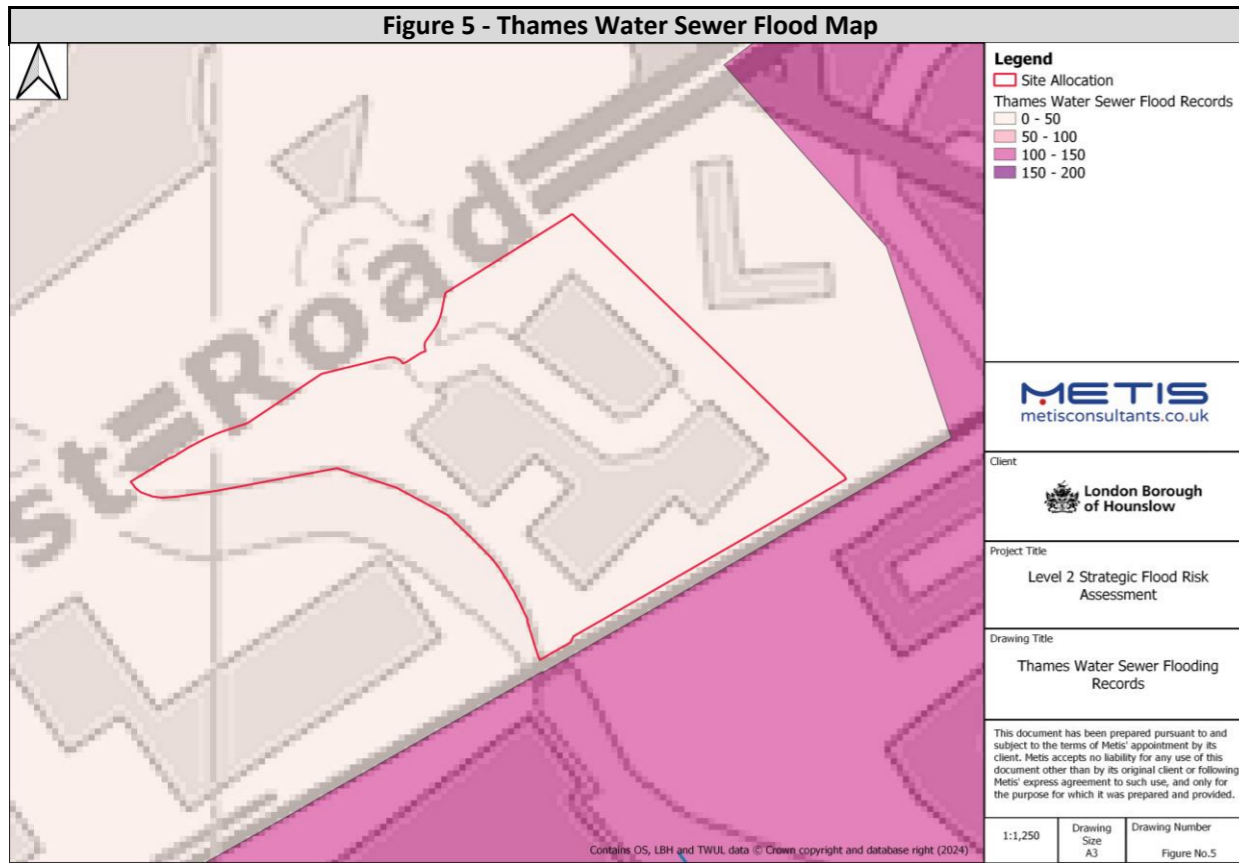 Figure 5 - Thames Water Sewer Flood Map
st Road
Contains OS, LBH and TWUL data © Crown copyright and database right (2024)
Legend
Site Allocation
Thames Water Sewer Flood Records
0 - 50
50 - 100
100 - 150
150 - 200
METIS
metisconsultants.co.uk
Client
London Borough
of Hounslow
Project Title
Level 2 Strategic Flood Risk
Assessment
Drawing Title
Thames Water Sewer Flooding
Records
This document has been prepared pursuant to and
subject to the terms of Metis' appointment by its
client. Metis accepts no liability for any use of this
document other than by its original client or following
Metis' express agreement to such use, and only for
the purpose for which it was prepared and provided.
1:1,250
Drawing
Size
A3
Drawing Number
Figure No.5